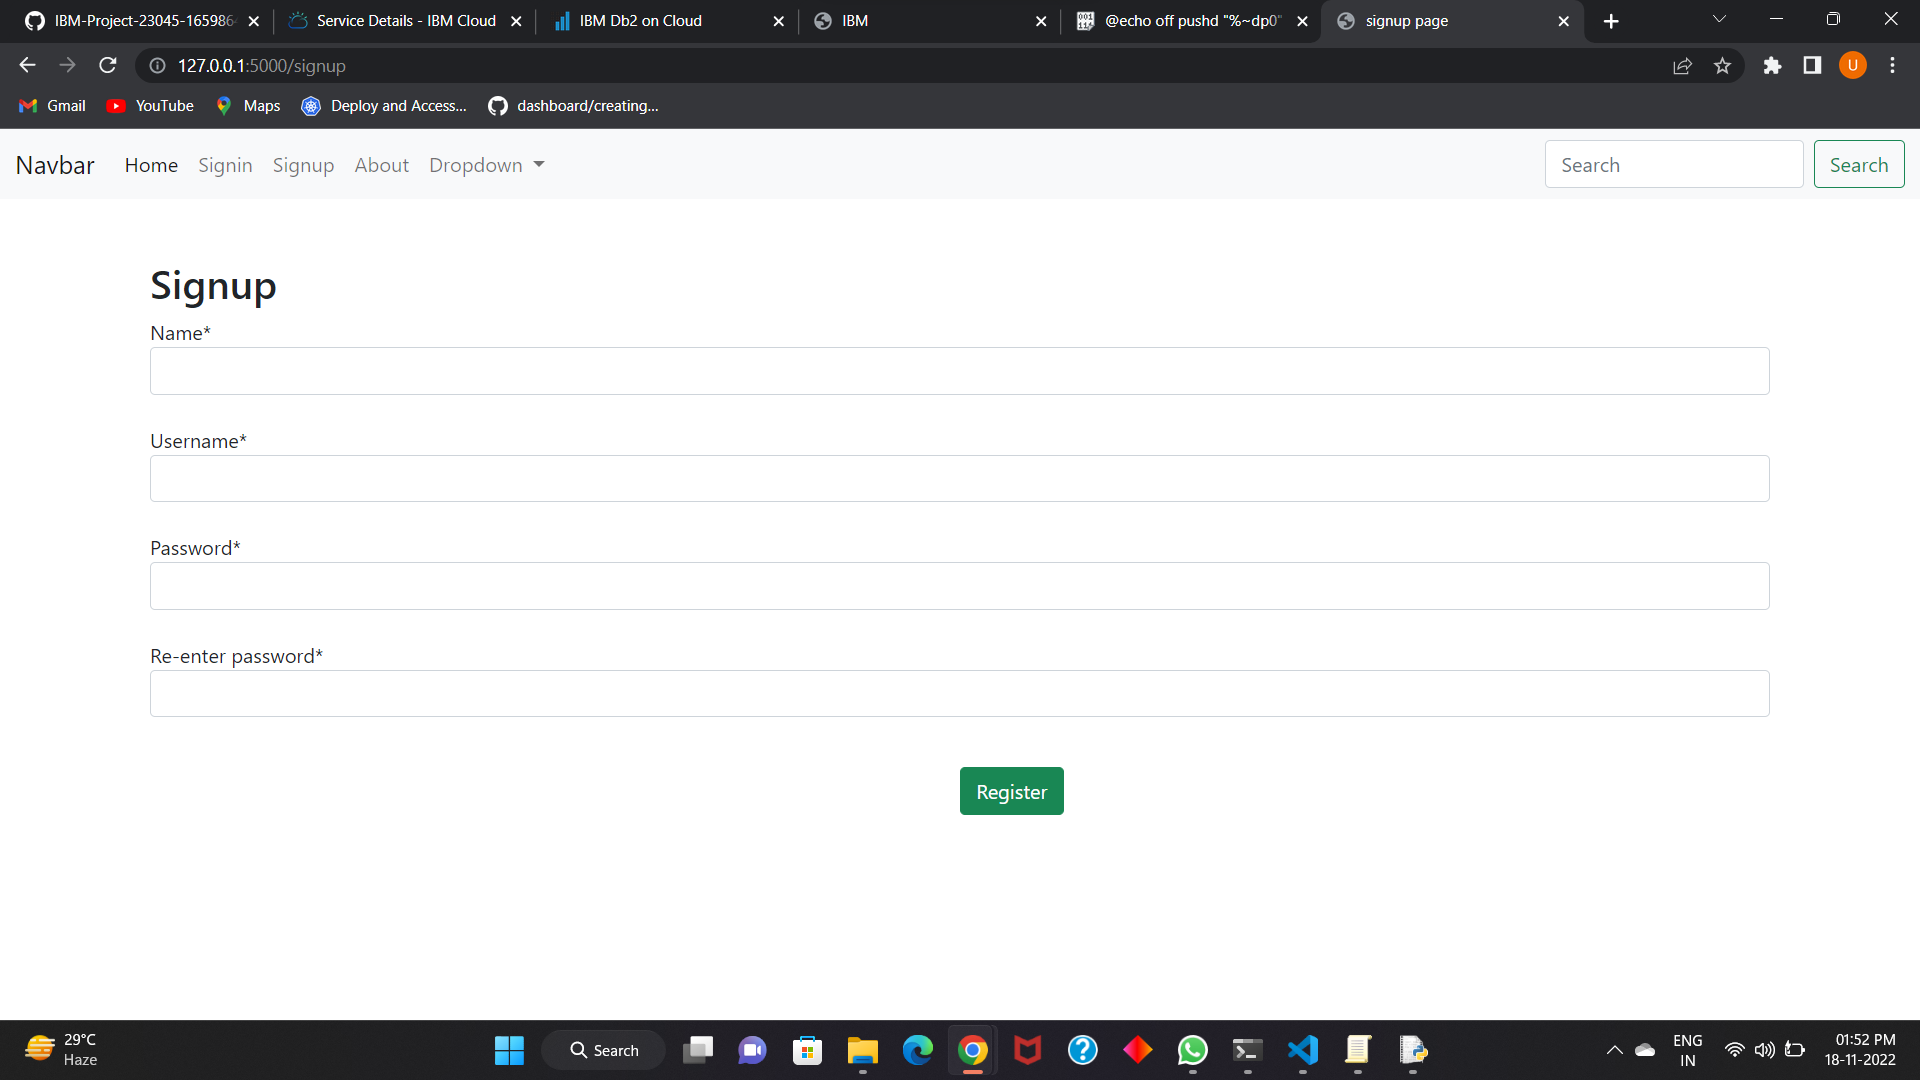 IBM-Project-23045-165986
Service Details - IBM Cloud
IBM Db2 on Cloud
IBM
@echo off pushd "%~dp0"
signup page
127.0.0.1:5000/signup
U
Gmail
YouTube
Maps
Deploy and Access...
dashboard/creating...
Navbar
Home
Signin
Signup
About
Dropdown
Search
Search
Signup
Name*
Username*
Password*
Re-enter password*
Register
29°C
Haze
Search
ENG
IN
01:52 PM
18-11-2022